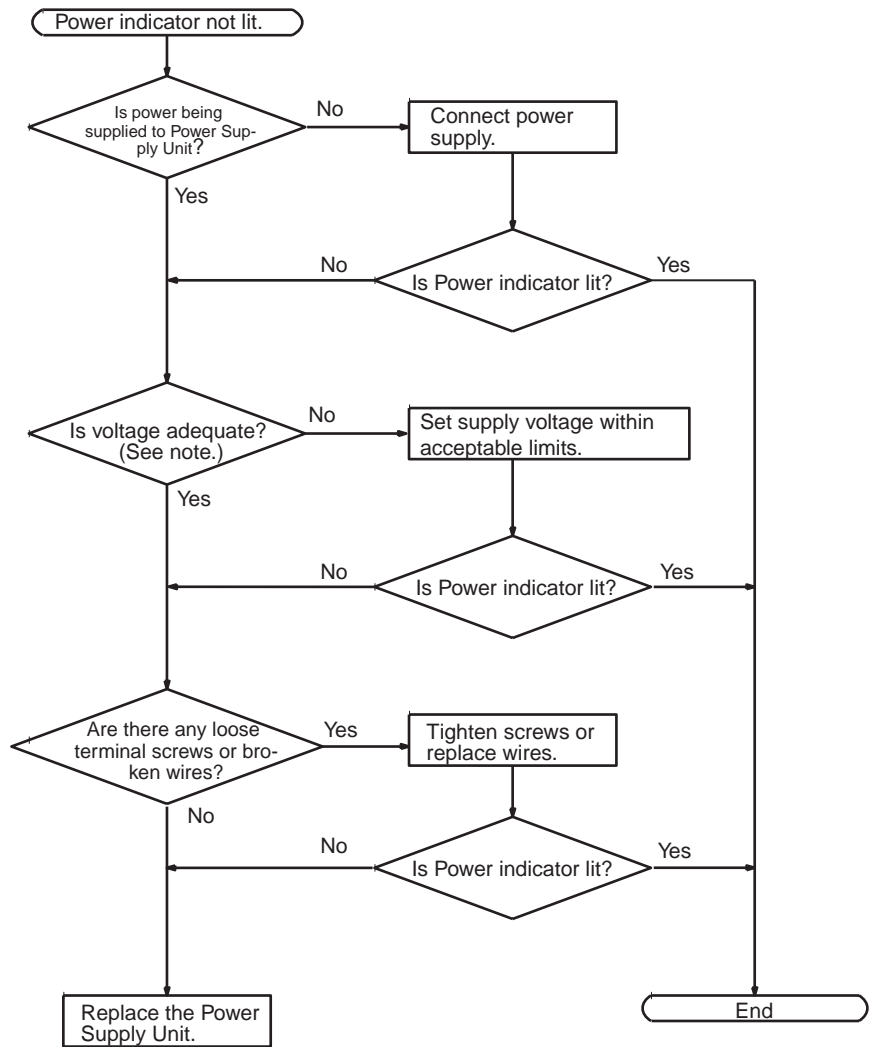 Power indicator not lit.
Is power being
supplied to Power Sup-
ply Unit?
No
Connect power
supply.
Yes
No
Is Power indicator lit?
Yes
Is voltage adequate?
(See note.)
No
Set supply voltage within
acceptable limits.
Yes
No
Is Power indicator lit?
Yes
Are there any loose
terminal screws or bro-
ken wires?
Yes
Tighten screws or
replace wires.
No
No
Is Power indicator lit?
Yes
Replace the Power
Supply Unit.
End